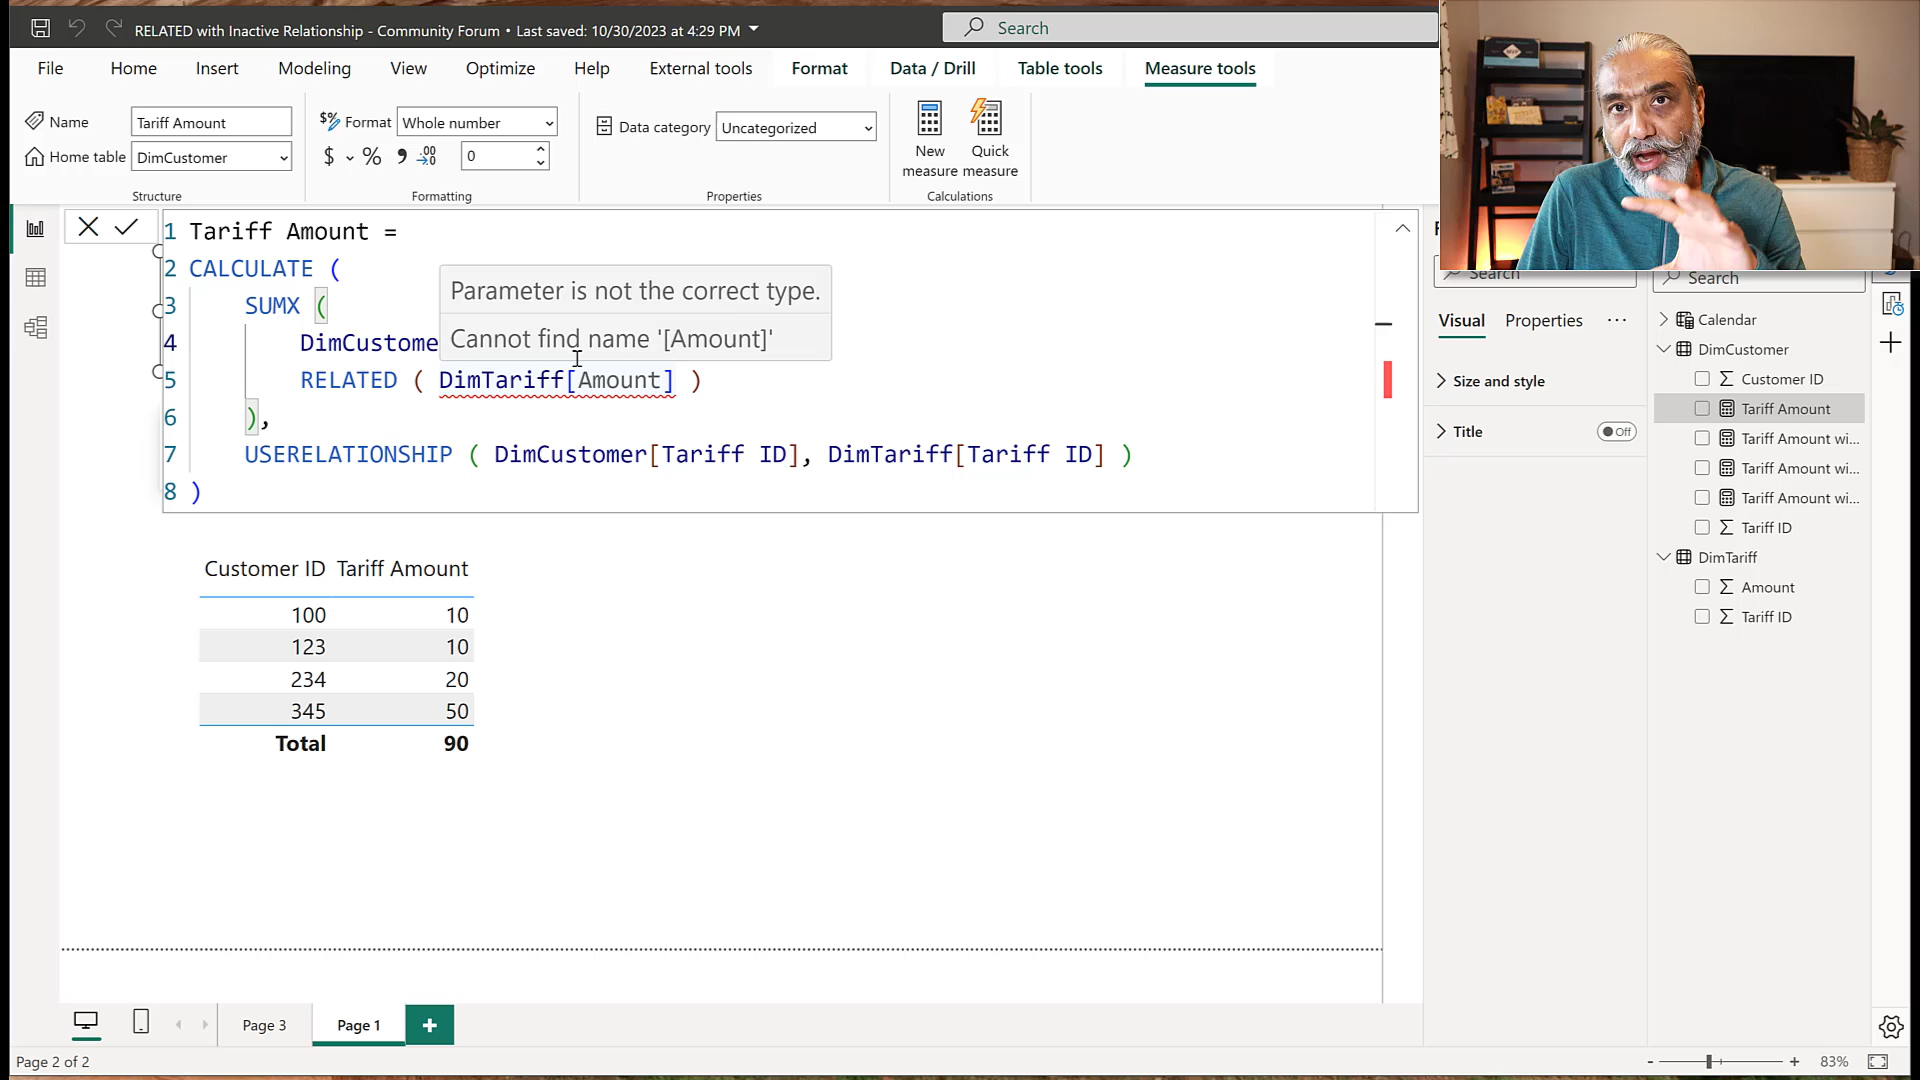 RELATED with Inactive Relationship - Community Forum • Last saved: 10/30/2023 at 4:29 PM
Search
File
Home
Insert
Modeling
View
Optimize
Help
External tools
Format
Data / Drill
Table tools
Measure tools
Name
Tariff Amount
Home table
DimCustomer
Structure
$% Format
Whole number
$ % , .00 →0
0
Formatting
Data category
Uncategorized
Properties
New measure
Quick measure
Calculations
1 Tariff Amount =
2 CALCULATE (
3 SUMX (
4 DimCustome
5 RELATED ( DimTariff[Amount] )
6 ),
7 USERELATIONSHIP ( DimCustomer[Tariff ID], DimTariff[Tariff ID] )
8 )
Parameter is not the correct type.
Cannot find name '[Amount]'
Customer ID Tariff Amount
100 10
123 10
234 20
345 50
Total 90
Search
Visual
Properties
...
Size and style
Title
Off
Search
Calendar
DimCustomer
Customer ID
Tariff Amount
Tariff Amount wi...
Tariff Amount wi...
Tariff Amount wi...
Tariff ID
DimTariff
Amount
Tariff ID
Page 3
Page 1
+
Page 2 of 2
- + 83%